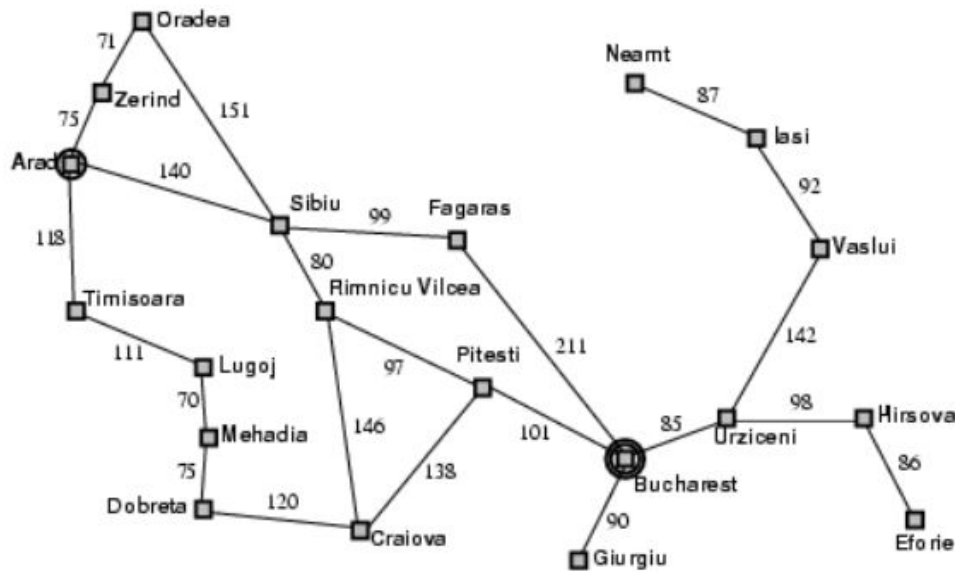 Oradea
71
Neamt
87
Zerind
75
151
Iasi
Arad
140
92
Sibiu
99
Fagaras
118
80
Vaslui
Timisoara
Rimnicu Vilcea
111
Lugoj
97
Pitesti
211
142
70
146
98
Hirsova
Mehadia
101
85
Urziceni
75
138
86
Bucharest
Dobreta
120
90
Craiova
Eforie
Giurgiu